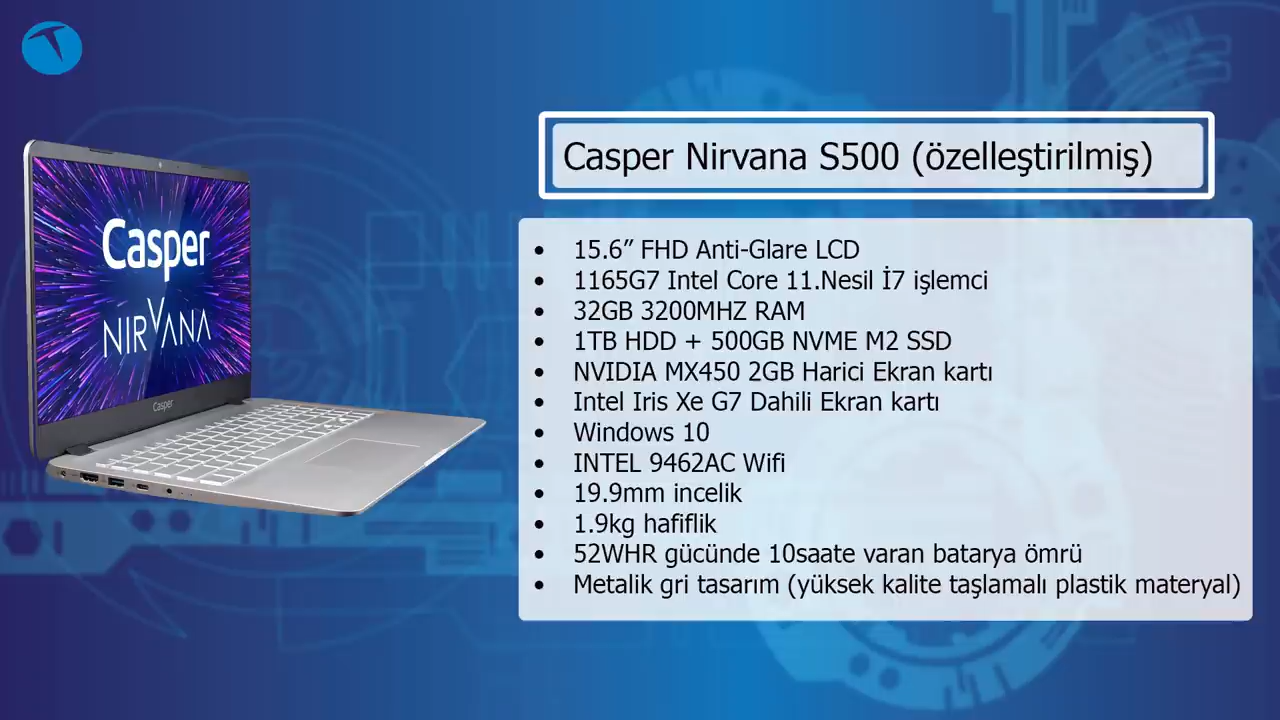 Casper Nirvana S500 (özelleştirilmiş)
Casper
NIRVANA
Casper
• 15.6” FHD Anti-Glare LCD
• 1165G7 Intel Core 11.Nesil İ7 işlemci
• 32GB 3200MHZ RAM
• 1TB HDD + 500GB NVME M2 SSD
• NVIDIA MX450 2GB Harici Ekran kartı
• Intel Iris Xe G7 Dahili Ekran kartı
• Windows 10
• INTEL 9462AC Wifi
• 19.9mm incelik
• 1.9kg hafiflik
• 52WHR gücünde 10saate varan batarya ömrü
• Metalik gri tasarım (yüksek kalite taşlamalı plastik materyal)